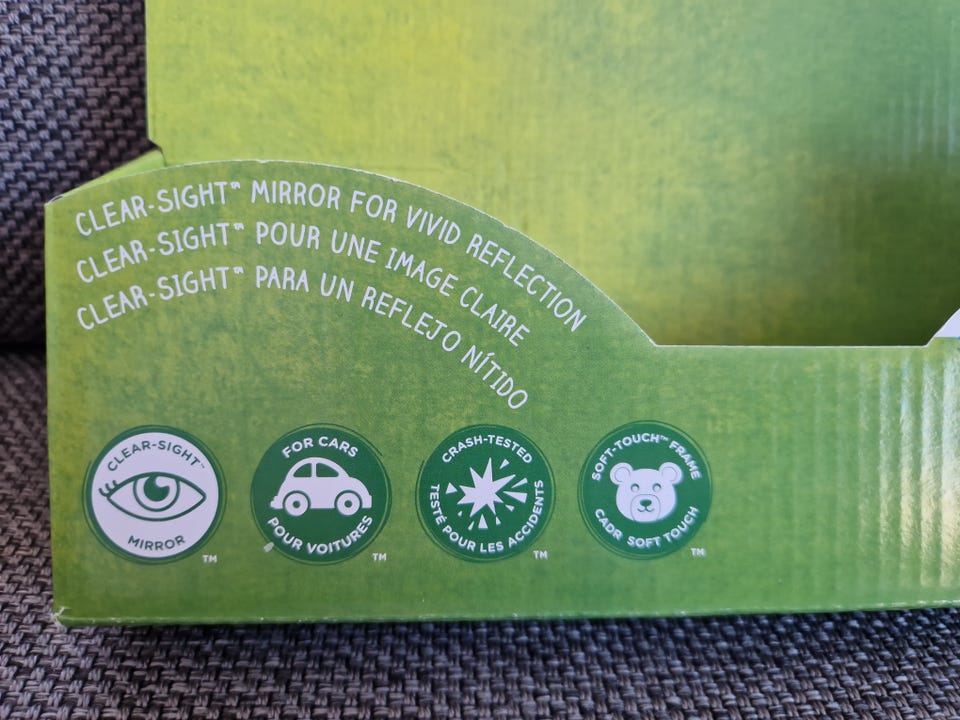 CLEAR-SIGHT™ MIRROR FOR VIVID REFLECTION
CLEAR-SIGHT™ POUR UNE IMAGE CLAIRE
CLEAR-SIGHT™ PARA UN REFLEJO NÍTIDO
CLEAR-SIGHT™
MIRROR
TM
FOR CARS
POUR VOITURES
TM
CRASH-TESTED
TESTÉ POUR LES ACCIDENTS
TM
SOFT-TOUCH™ FRAME
CADR SOFT TOUCH
TM